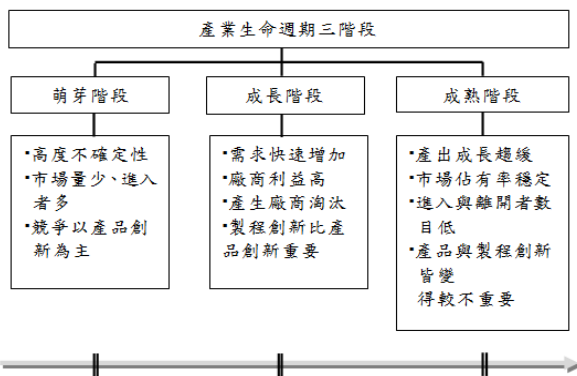 產業生命週期三階段
萌芽階段
▪高度不確定性
▪市場量少、進入
者多
▪競爭以產品創
新為主
成長階段
▪需求快速增加
▪廠商利益高
▪產生廠商淘汰
▪製程創新比產
品創新重要
成熟階段
▪產出成長趨緩
▪市場佔有率穩定
▪進入與離開者數
目低
▪產品與製程創新
皆變
得較不重要